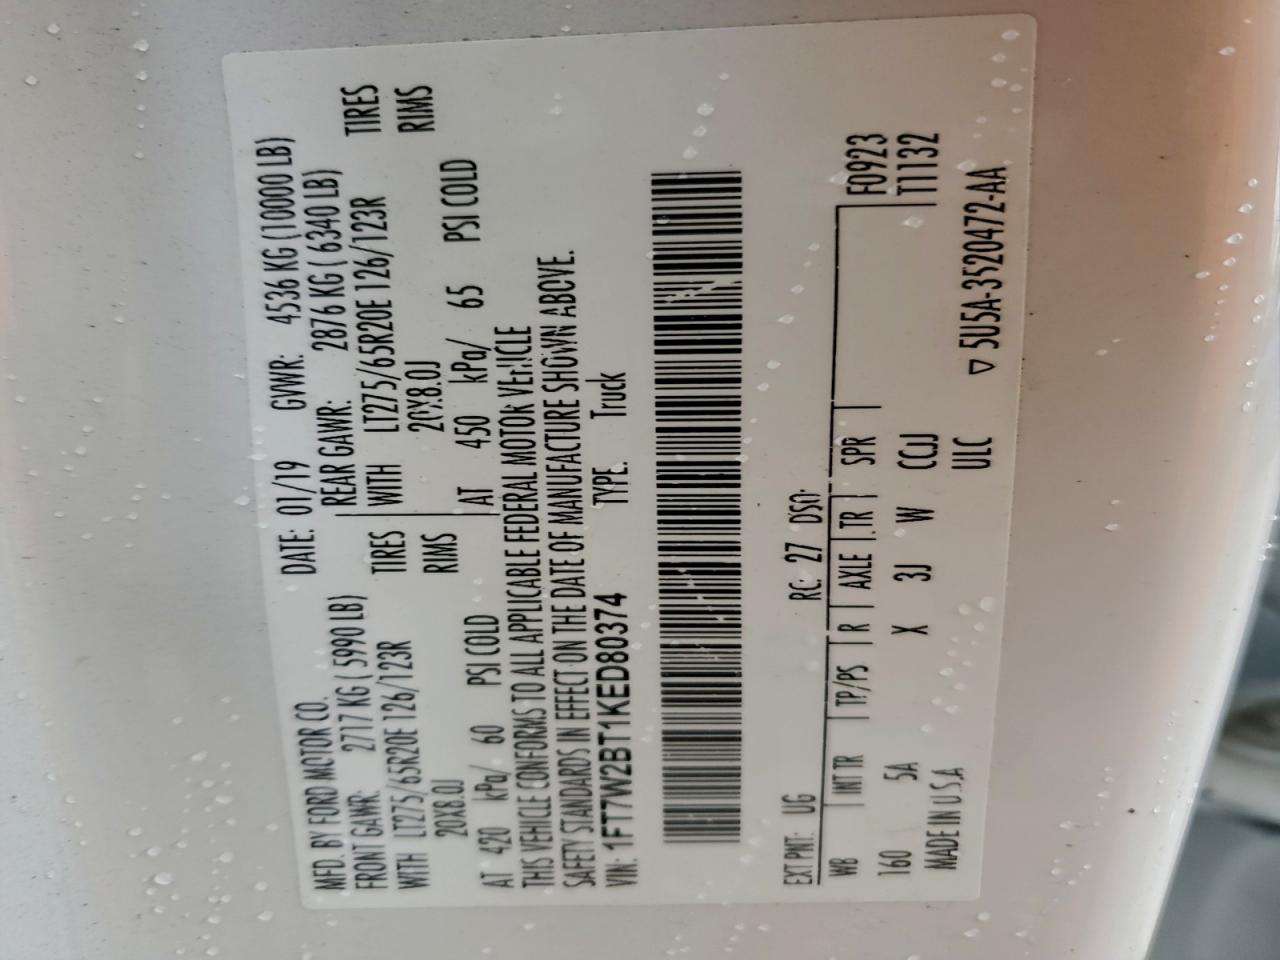 MFD. BY FORD MOTOR CO.
DATE: 01/19 GVWR: 4536 KG (10000 LB)
FRONT GAWR: 2717 KG ( 5990 LB) REAR GAWR: 2876 KG ( 6340 LB)
WITH LT275/65R20E 126/123R TIRES WITH LT275/65R20E 126/123R TIRES
20X8.0J RIMS 20X8.0J RIMS
AT 420 kPa/ 60 PSI COLD AT 450 kPa/ 65 PSI COLD
THIS VEHICLE CONFORMS TO ALL APPLICABLE FEDERAL MOTOR VEHICLE
SAFETY STANDARDS IN EFFECT ON THE DATE OF MANUFACTURE SHOWN ABOVE.
VIN: 1FT7W2BT1KED80374 TYPE: Truck
EXT PNT: UG RC: 27 DSO:
WB INT TR TP/PS R AXLE TR SPR F0923
160 5A X 3J W CCJJ T1132
MADE IN U.S.A. ULC ▽ 5U5A-3520472-AA